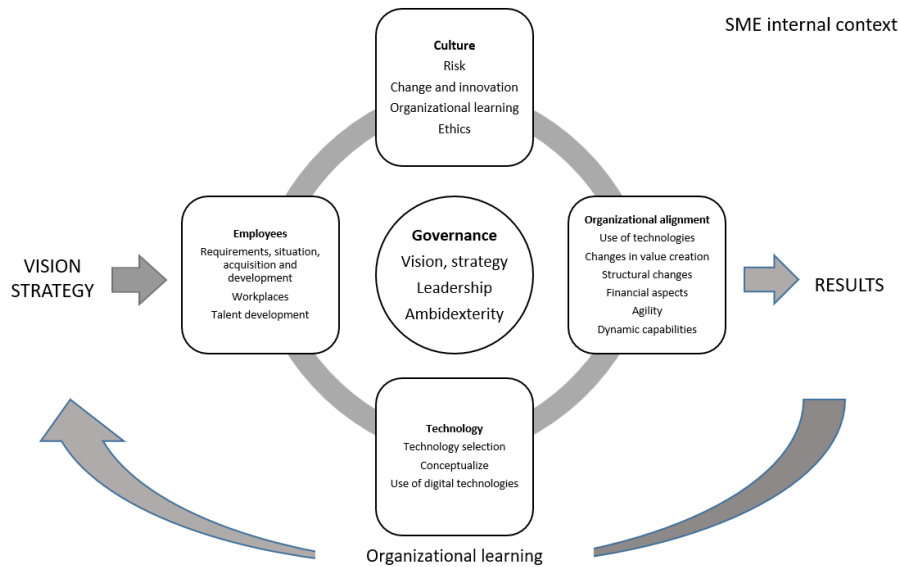 SME internal context
Culture
Risk
Change and innovation
Organizational learning
Ethics
VISION
STRATEGY
Employees
Requirements, situation,
acquisition and
development
Workplaces
Talent development
Governance
Vision, strategy
Leadership
Ambidexterity
Organizational alignment
Use of technologies
Changes in value creation
Structural changes
Financial aspects
Agility
Dynamic capabilities
RESULTS
Technology
Technology selection
Conceptualize
Use of digital technologies
Organizational learning